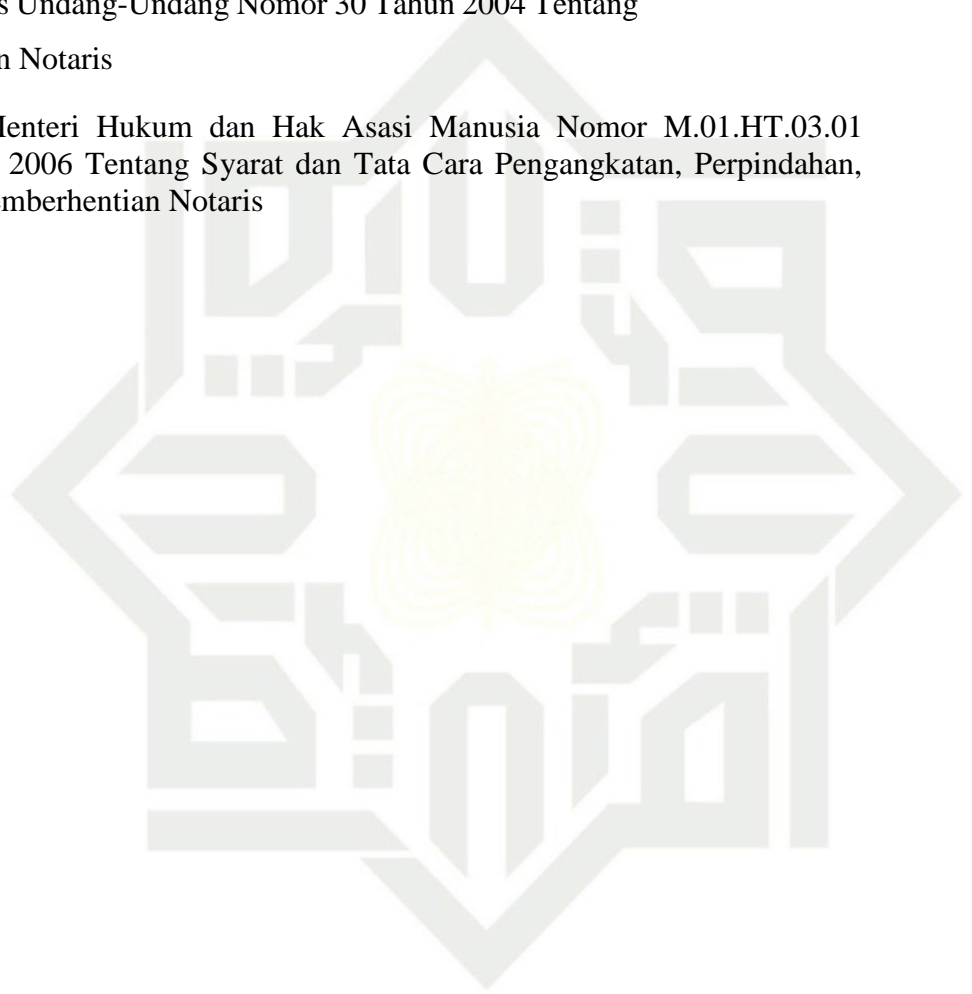 s Undang-Undang Nomor 30 Tahun 2004 Tentang
n Notaris
Menteri Hukum dan Hak Asasi Manusia Nomor M.01.HT.03.01
2006 Tentang Syarat dan Tata Cara Pengangkatan, Perpindahan,
emberhentian Notaris